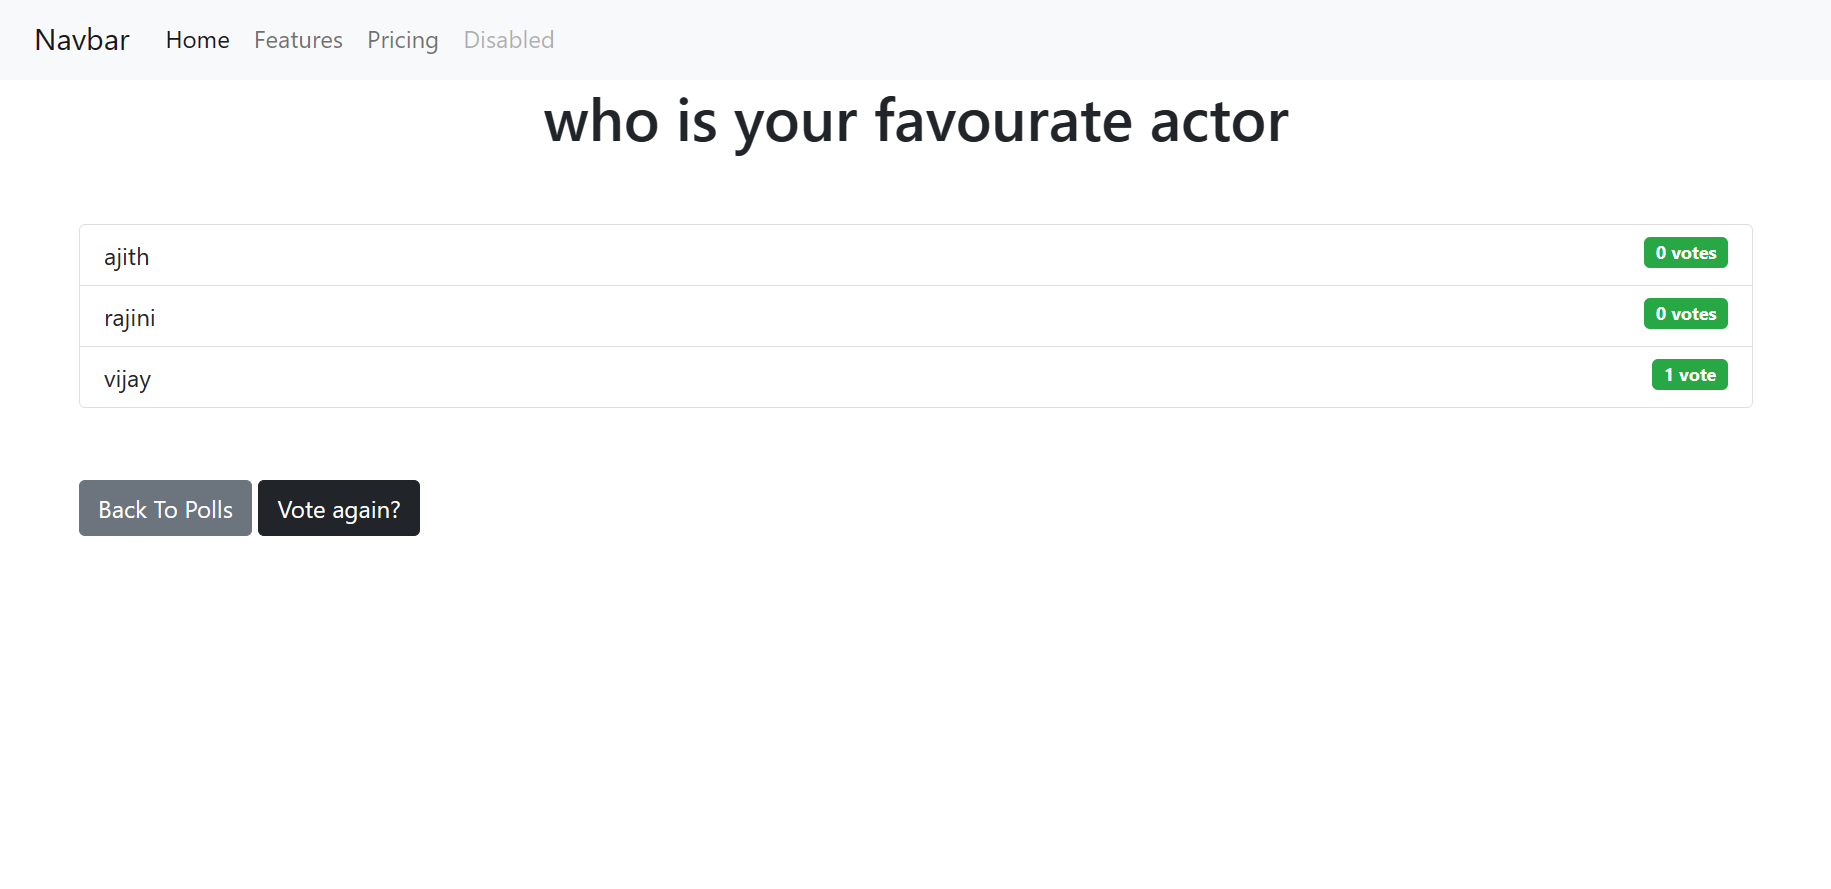 Navbar Home Features Pricing Disabled
who is your favourate actor
ajith 0 votes
rajini 0 votes
vijay 1 vote
Back To Polls Vote again?